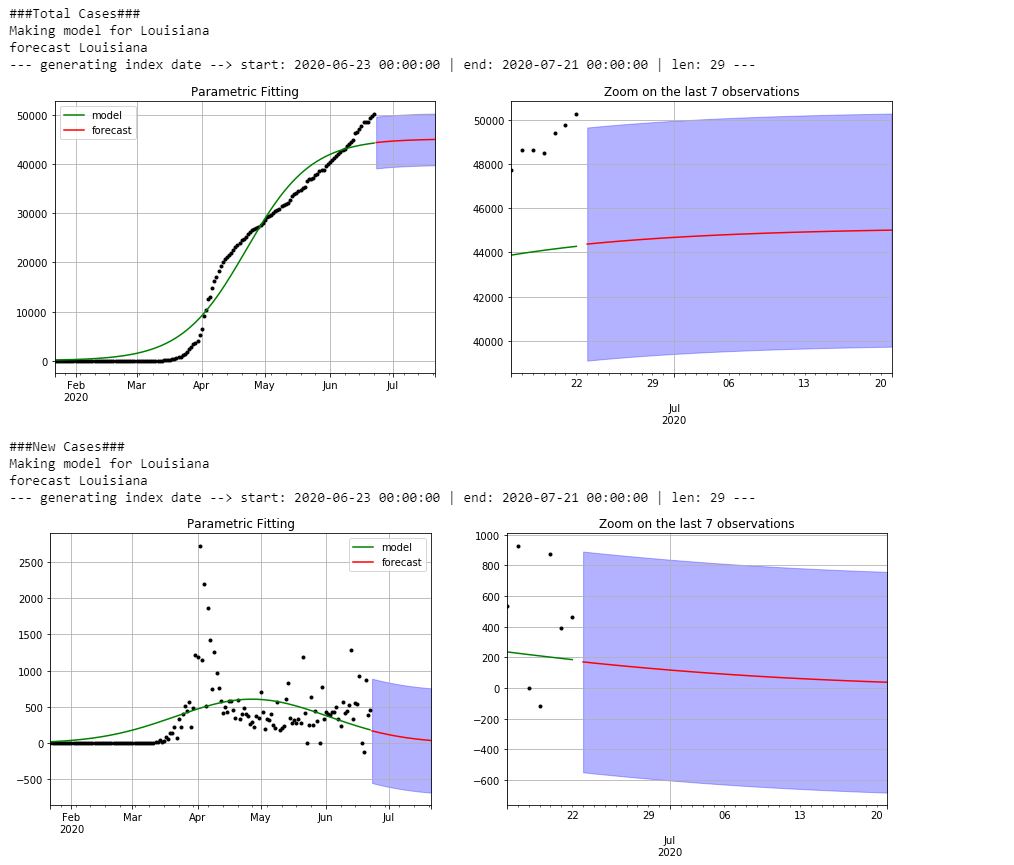 ###Total Cases###
Making model for Louisiana
forecast Louisiana
--- generating index date --> start: 2020-06-23 00:00:00 | end: 2020-07-21 00:00:00 | len: 29 ---
Parametric Fitting
model
forecast
50000
40000
30000
20000
10000
0
Feb Mar Apr May Jun Jul
2020
Zoom on the last 7 observations
50000
48000
46000
44000
42000
40000
22 29 06 13 20
Jul
2020
###New Cases###
Making model for Louisiana
forecast Louisiana
--- generating index date --> start: 2020-06-23 00:00:00 | end: 2020-07-21 00:00:00 | len: 29 ---
Parametric Fitting
model
forecast
2500
2000
1500
1000
500
0
−500
Feb Mar Apr May Jun Jul
2020
Zoom on the last 7 observations
1000
800
600
400
200
0
−200
−400
−600
22 29 06 13 20
Jul
2020